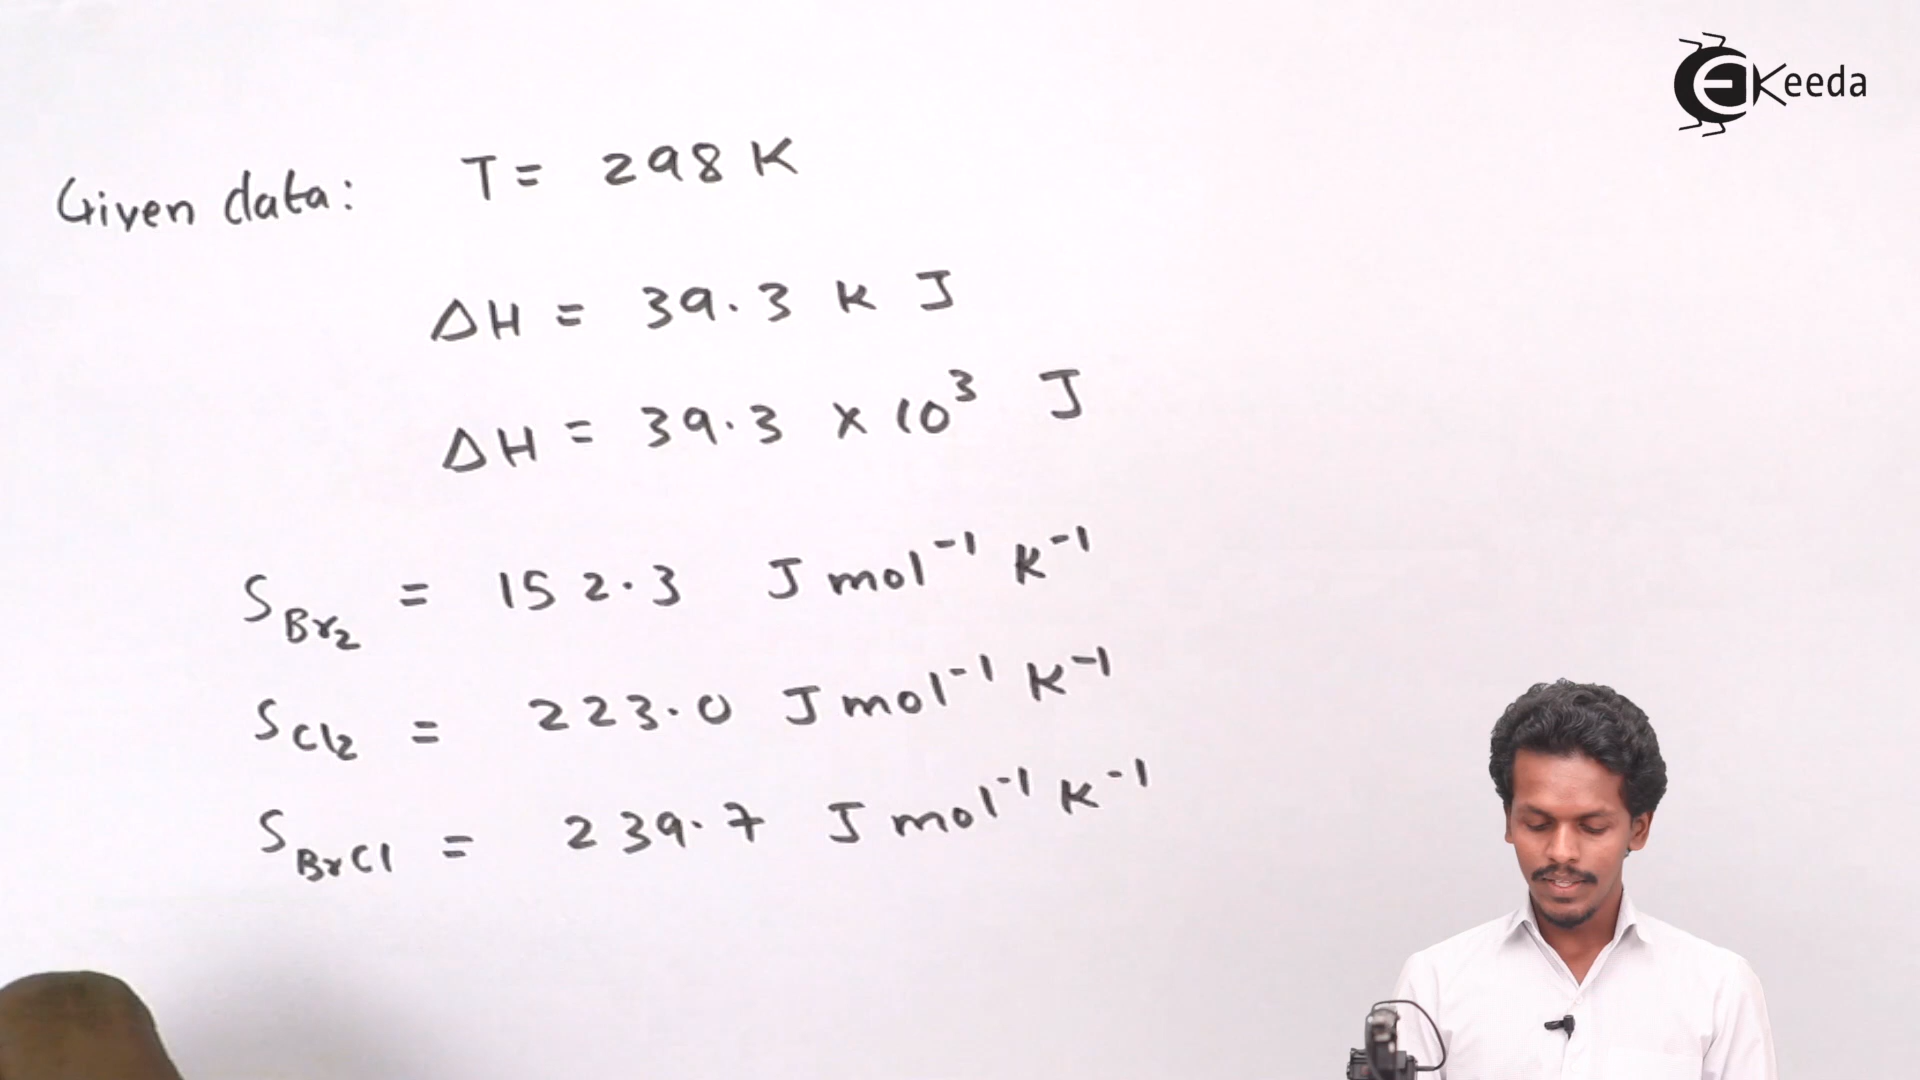 EKeeda
Given data: T = 298 K
ΔH = 39.3 K J
ΔH = 39.3 × 10³ J
S_Br₂ = 152.3 J mol⁻¹ K⁻¹
S_Cl₂ = 223.0 J mol⁻¹ K⁻¹
S_BrCl = 239.7 J mol⁻¹ K⁻¹